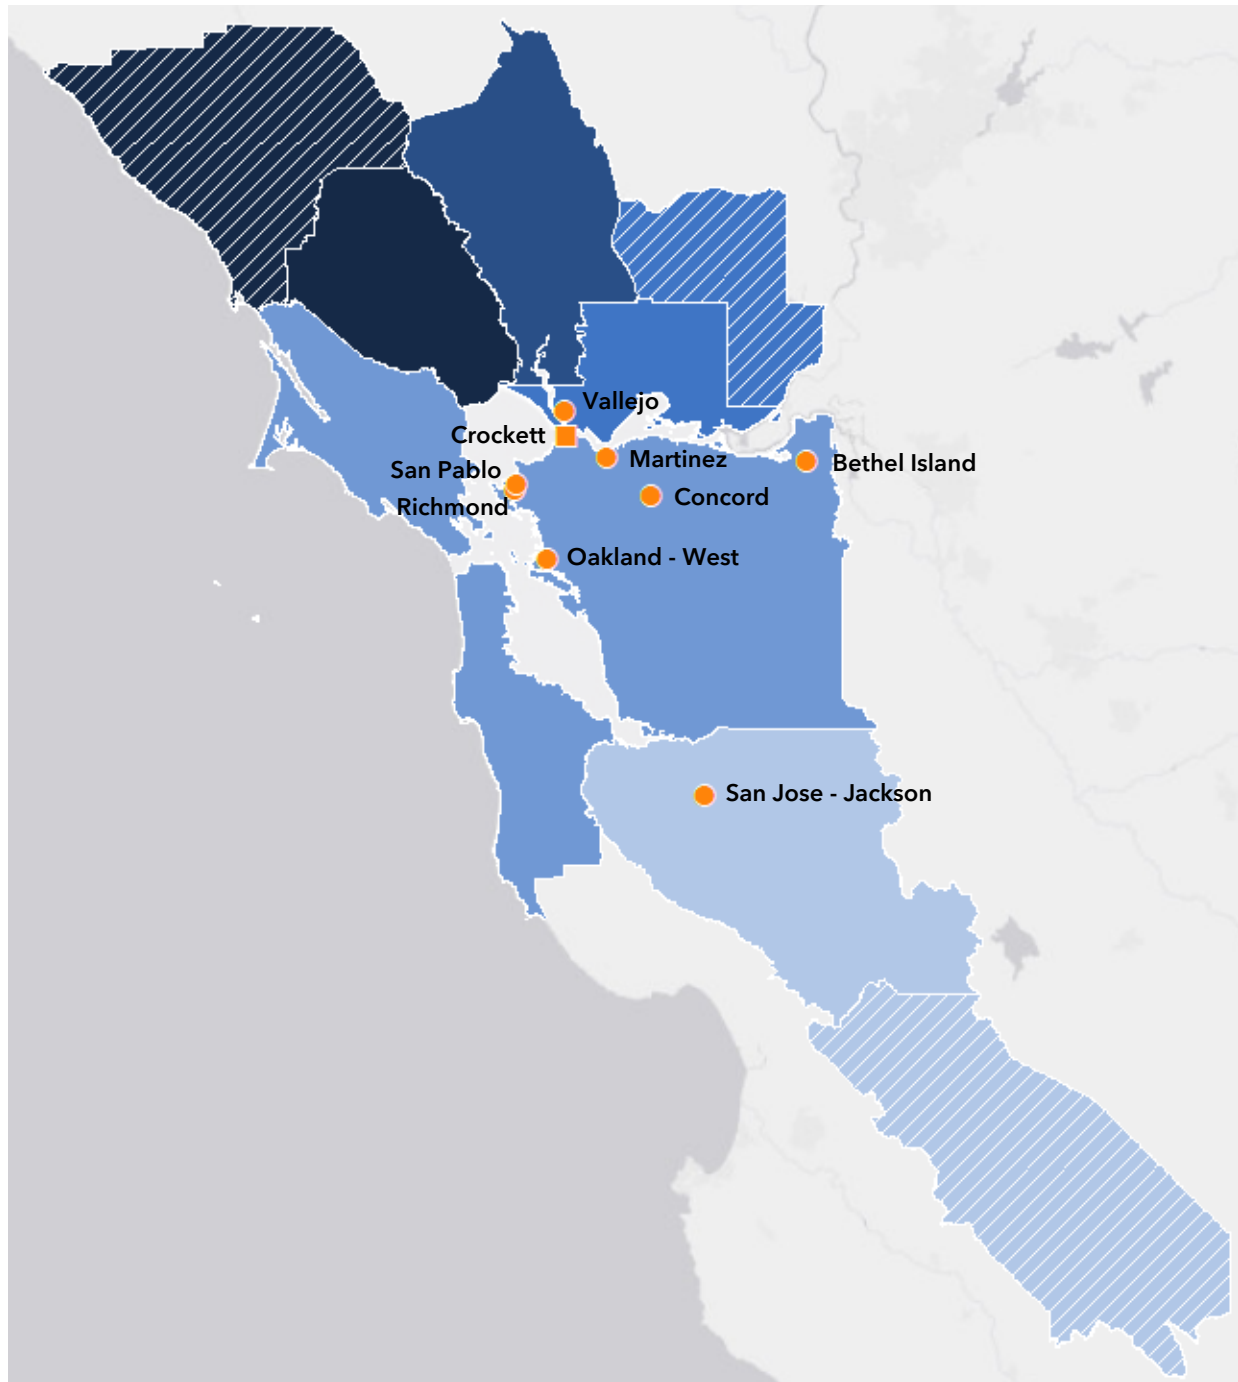 Vallejo
Crockett
Martinez
Bethel Island
San Pablo
Concord
Richmond
Oakland - West
San Jose - Jackson